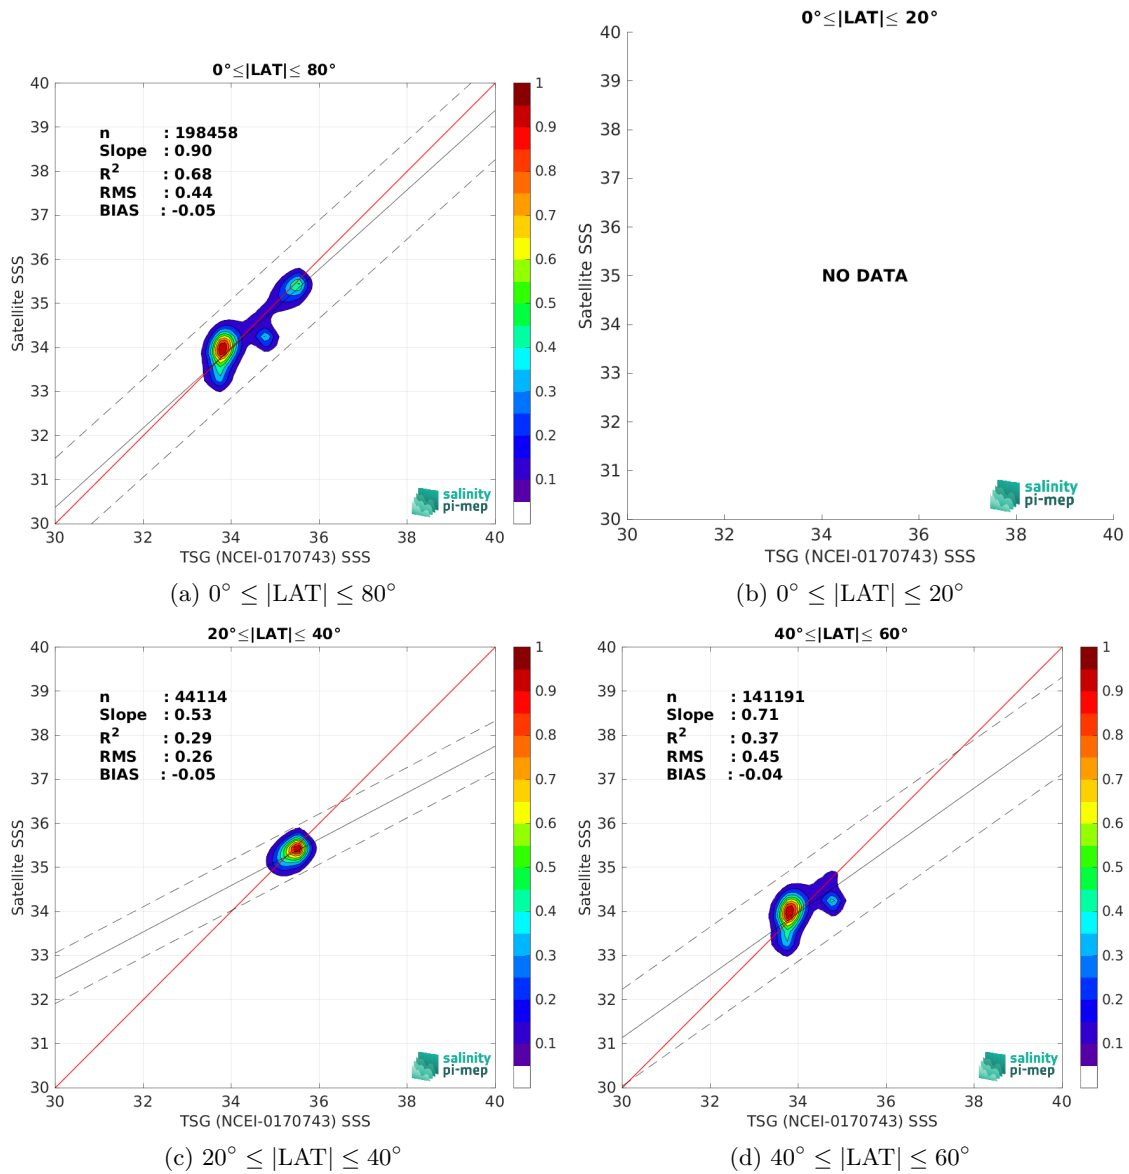 0°≤|LAT|≤ 80°
40
39
38
37
36
35
34
33
32
31
30
Satellite SSS
n : 198458
Slope : 0.90
R² : 0.68
RMS : 0.44
BIAS : -0.05
salinity
pi-mep
30 32 34 36 38 40
TSG (NCEI-0170743) SSS
1
0.9
0.8
0.7
0.6
0.5
0.4
0.3
0.2
0.1
(a) 0° ≤ |LAT| ≤ 80°
0°≤|LAT|≤ 20°
40
39
38
37
36
35
34
33
32
31
30
Satellite SSS
NO DATA
salinity
pi-mep
30 32 34 36 38 40
TSG (NCEI-0170743) SSS
(b) 0° ≤ |LAT| ≤ 20°
20°≤|LAT|≤ 40°
40
39
38
37
36
35
34
33
32
31
30
Satellite SSS
n : 44114
Slope : 0.53
R² : 0.29
RMS : 0.26
BIAS : -0.05
salinity
pi-mep
30 32 34 36 38 40
TSG (NCEI-0170743) SSS
1
0.9
0.8
0.7
0.6
0.5
0.4
0.3
0.2
0.1
(c) 20° ≤ |LAT| ≤ 40°
40°≤|LAT|≤ 60°
40
39
38
37
36
35
34
33
32
31
30
Satellite SSS
n : 141191
Slope : 0.71
R² : 0.37
RMS : 0.45
BIAS : -0.04
salinity
pi-mep
30 32 34 36 38 40
TSG (NCEI-0170743) SSS
1
0.9
0.8
0.7
0.6
0.5
0.4
0.3
0.2
0.1
(d) 40° ≤ |LAT| ≤ 60°